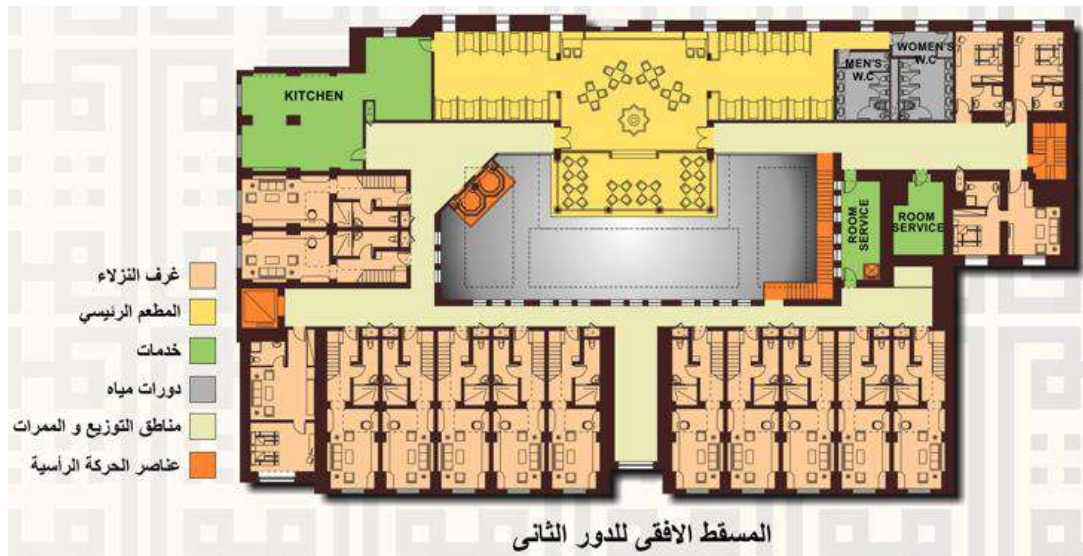 KITCHEN
MEN'S
W.C
WOMEN'S
W.C
ROOM
SERVICE
ROOM
SERVICE
غرف النزلاء
المطعم الرئيسي
خدمات
دورات مياه
مناطق التوزيع و الممرات
عناصر الحركة الرأسية
المسقط الافقى للدور الثانى